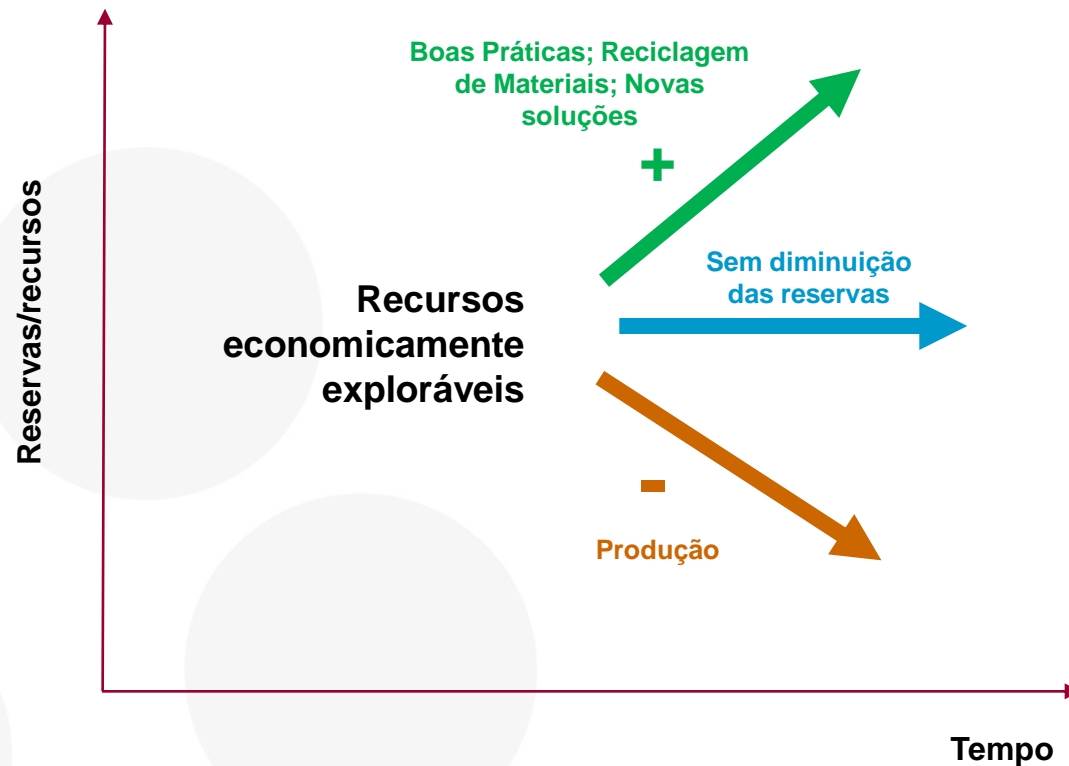 Boas Práticas; Reciclagem
de Materiais; Novas
soluções
+
Sem diminuição
das reservas
Recursos
economicamente
exploráveis
-
Produção
Reservas/recursos
Tempo